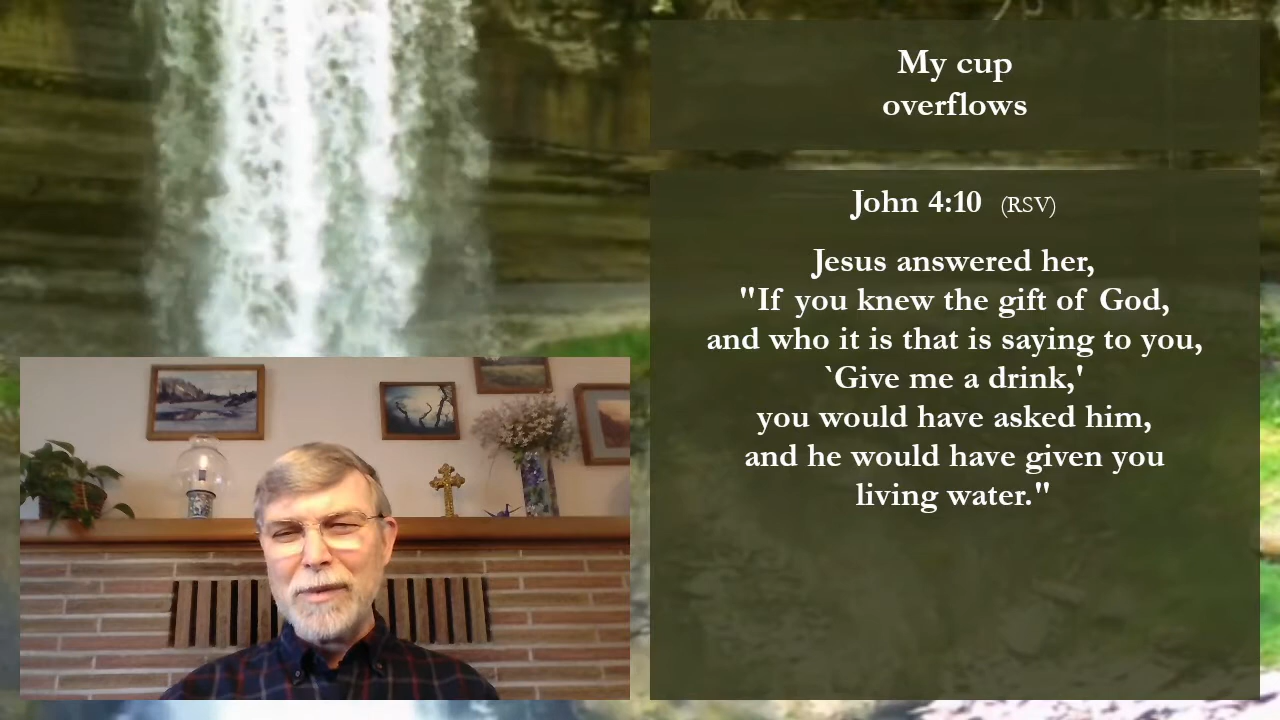 My cup
overflows
John 4:10 (RSV)
Jesus answered her,
"If you knew the gift of God,
and who it is that is saying to you,
`Give me a drink,'
you would have asked him,
and he would have given you
living water."